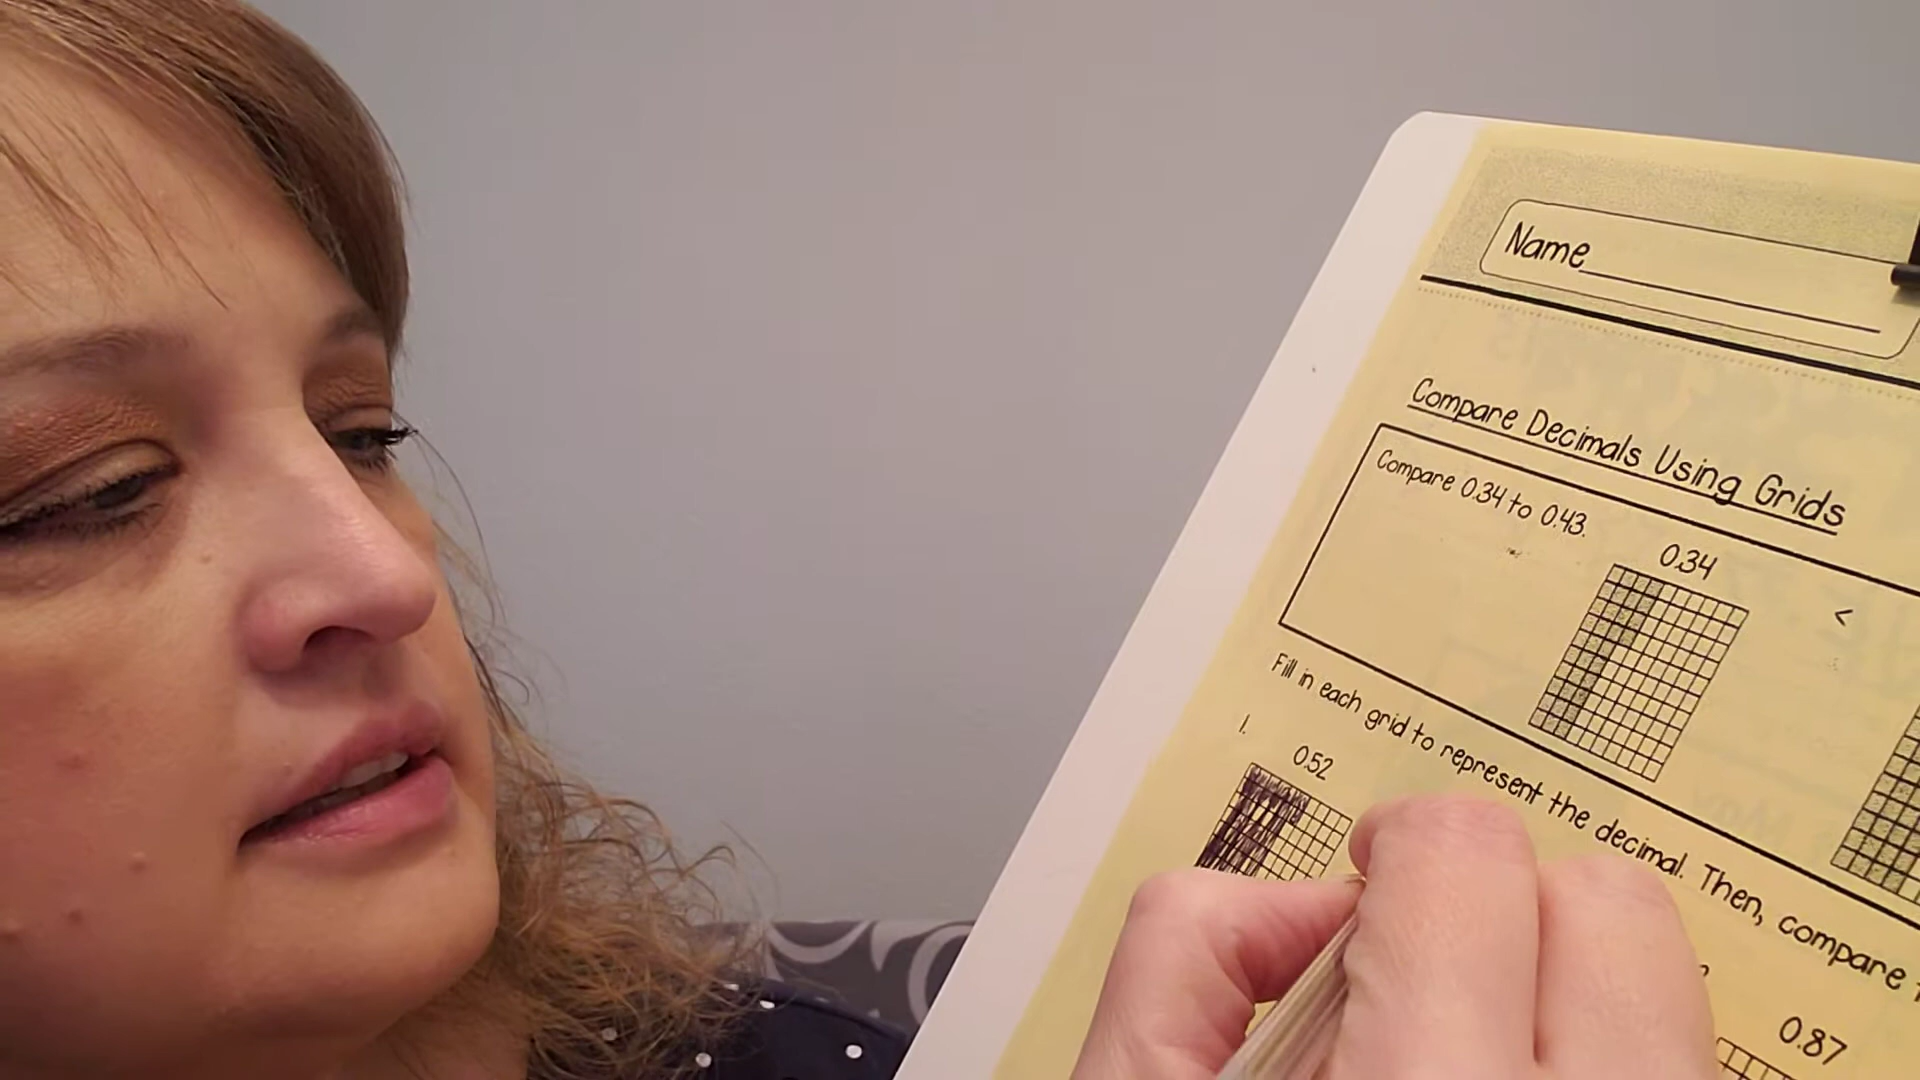 Name
Compare Decimals Using Grids
Compare 0.34 to 0.43.
0.34
<
Fill in each grid to represent the decimal. Then, compare
1.
0.52
0.87